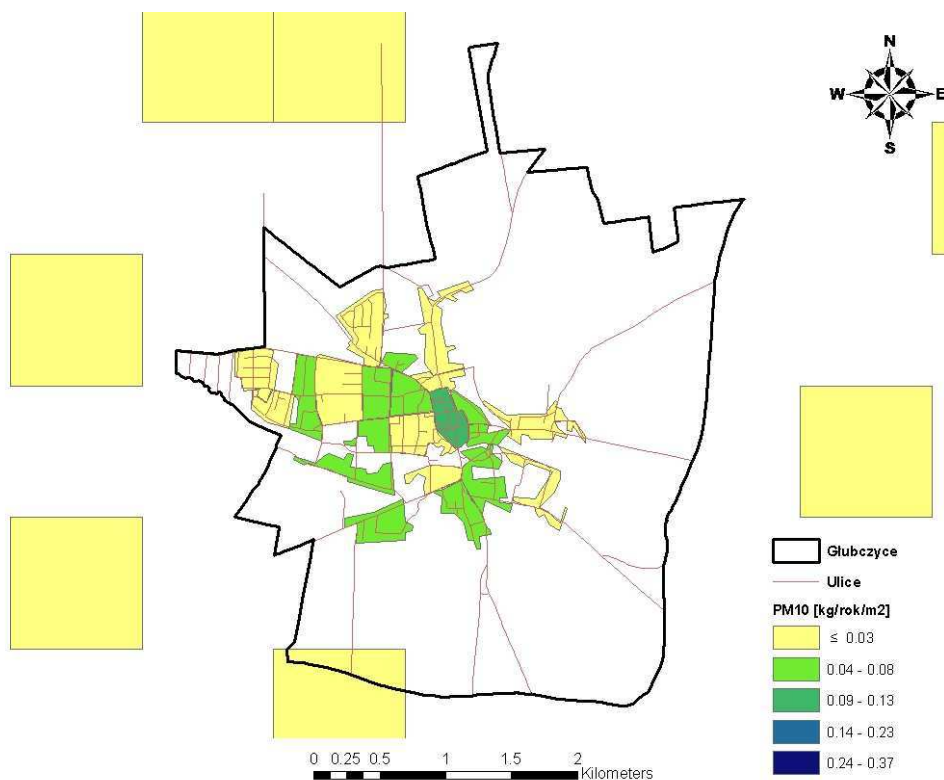 N
W E
S
Głubczyce
Ulice
PM10 [kg/rok/m2]
≤ 0.03
0.04 - 0.08
0.09 - 0.13
0.14 - 0.23
0.24 - 0.37
0 0.25 0.5 1 1.5 2
Kilometers